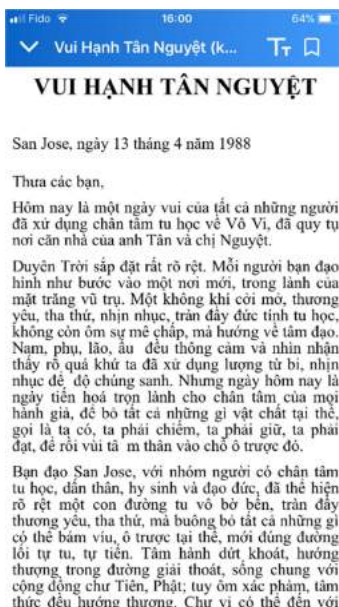 Fido 16:00 64%
Vui Hạnh Tân Nguyệt (k...
VUI HẠNH TÂN NGUYỆT
San Jose, ngày 13 tháng 4 năm 1988
Thưa các bạn,
Hôm nay là một ngày vui của tất cả những người
đã xử dụng chân tâm tu học về Vô Vi, đã quy tụ
nơi căn nhà của anh Tân và chị Nguyệt.
Duyên Trời sắp đặt rất rõ rệt. Mỗi người bạn đạo
hình như bước vào một nơi mới, trong lành của
mặt trăng vũ trụ. Một không khí cởi mở, thương
yêu, tha thứ, nhịn nhục, tràn đầy đức tính tu học,
không còn ôm sự mê chấp, mà hướng về tâm đạo.
Nam, phụ, lão, ấu đều thông cảm và nhìn nhận
thấy rõ quá khứ ta đã xử dụng lượng từ bi, nhịn
nhục để độ chúng sanh. Nhưng ngày hôm nay là
ngày tiến hoá trọn lành cho chân tâm của mọi
hành giả, để bỏ tất cả những gì vật chất tại thế,
gọi là ta có, ta phải chiếm, ta phải giữ, ta phải
đạt, để rồi vùi tâ m thân vào chỗ ô trược đó.
Bạn đạo San Jose, với nhóm người có chân tâm
tu học, dấn thân, hy sinh và đạo đức, đã thể hiện
rõ rệt một con đường tu vô bờ bến, tràn đầy
thương yêu, tha thứ, mà buông bỏ tất cả những gì
có thể bám víu, ô trược tại thế, mới đúng đường
lối tự tu, tự tiến. Tâm hành dứt khoát, hướng
thượng trong đường giải thoát, sống chung với
cộng đồng chư Tiên, Phật; tuy ôm xác phàm, tâm
thức đều hướng thượng. Chư vị có thể đến với